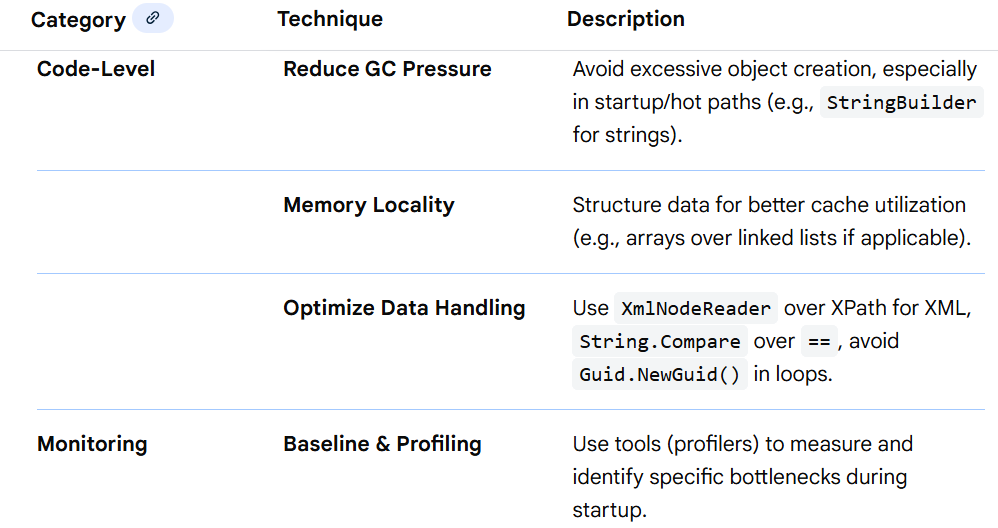 Category Technique Description
Code-Level Reduce GC Pressure Avoid excessive object creation, especially
in startup/hot paths (e.g., StringBuilder
for strings).
Memory Locality Structure data for better cache utilization
(e.g., arrays over linked lists if applicable).
Optimize Data Handling Use XmlNodeReader over XPath for XML,
String.Compare over ==, avoid
Guid.NewGuid() in loops.
Monitoring Baseline & Profiling Use tools (profilers) to measure and
identify specific bottlenecks during
startup.